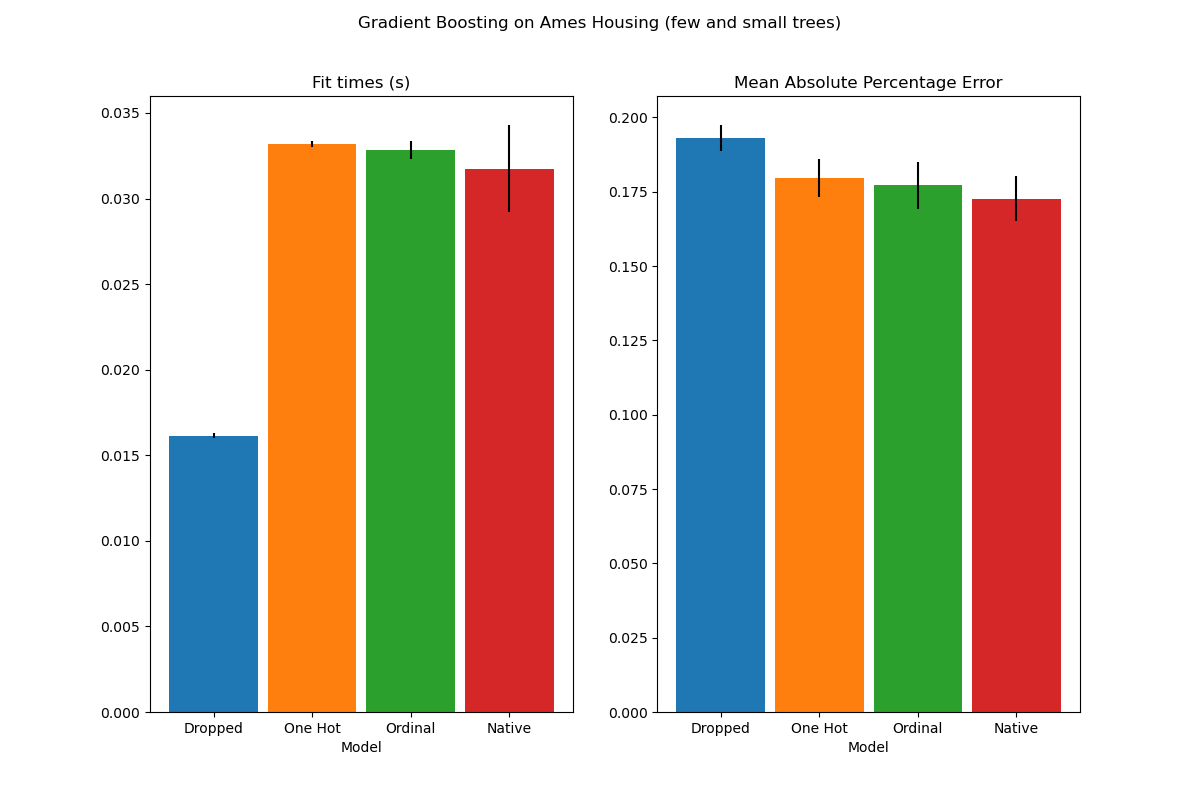 Gradient Boosting on Ames Housing (few and small trees)
Fit times (s)
0.035
0.030
0.025
0.020
0.015
0.010
0.005
0.000
Dropped One Hot Ordinal Native
Model
Mean Absolute Percentage Error
0.200
0.175
0.150
0.125
0.100
0.075
0.050
0.025
0.000
Dropped One Hot Ordinal Native
Model